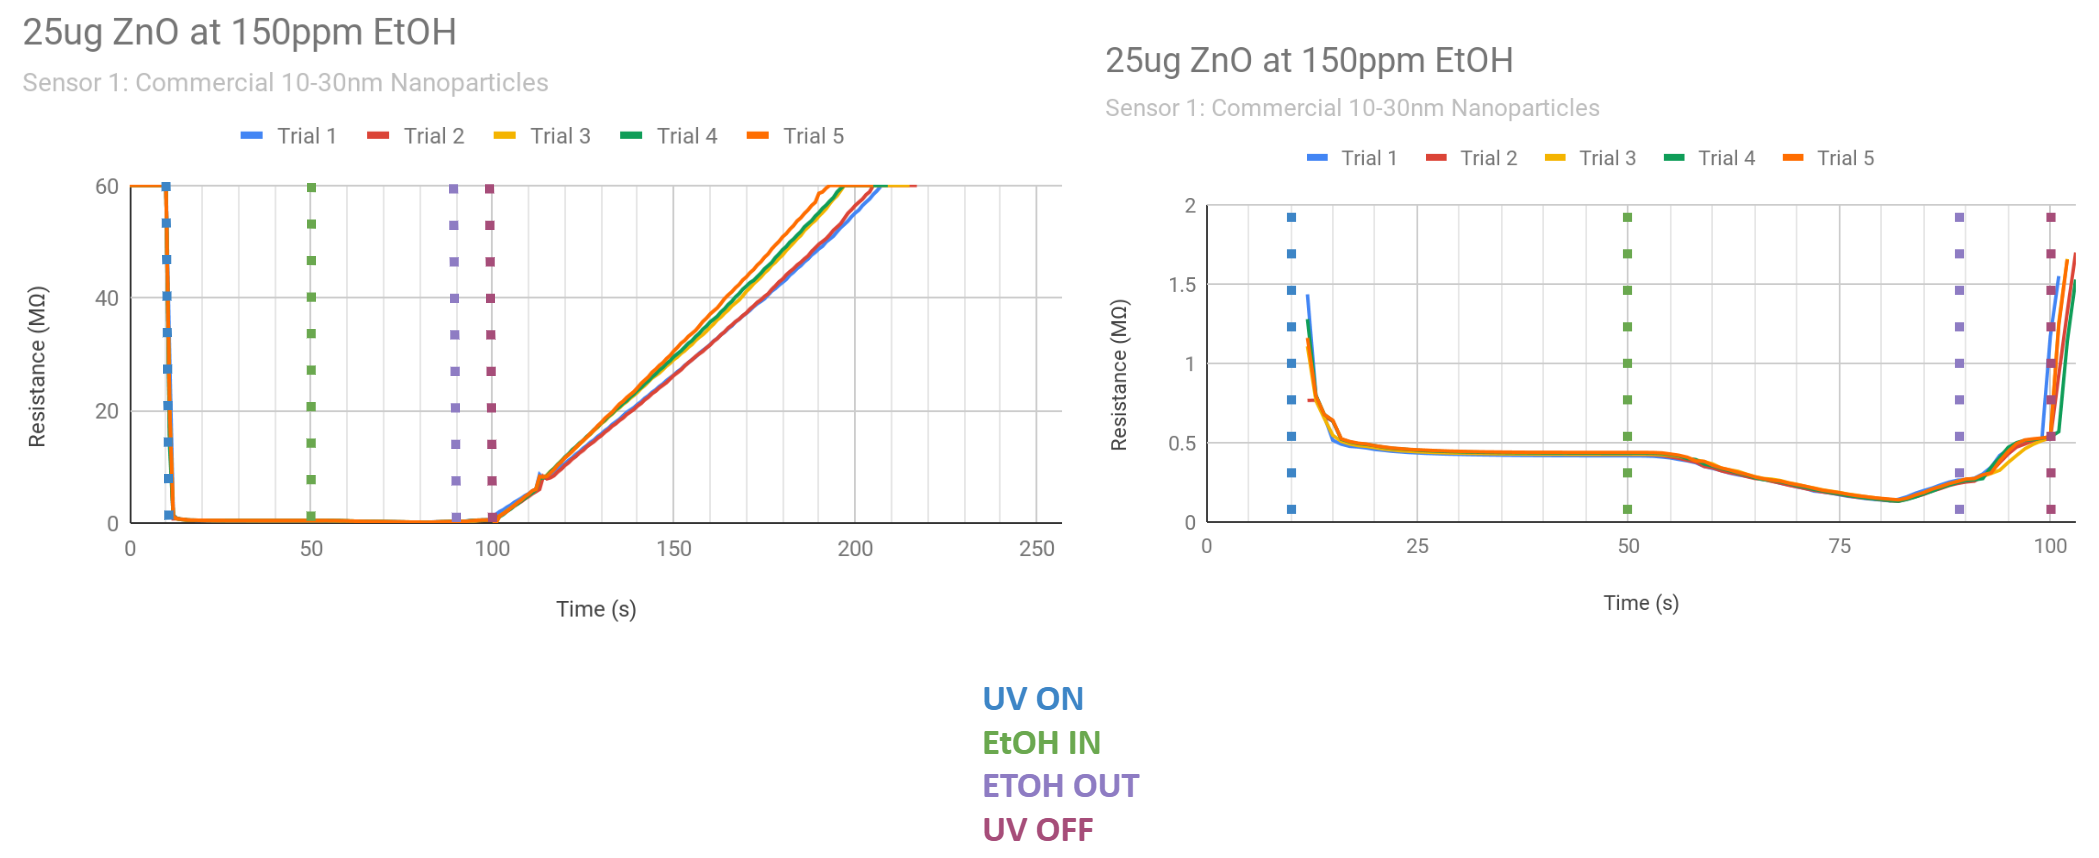 25ug ZnO at 150ppm EtOH
Sensor 1: Commercial 10-30nm Nanoparticles
Trial 1 Trial 2 Trial 3 Trial 4 Trial 5
60
40
20
0
Resistance (MΩ)
0 50 100 150 200 250
Time (s)
25ug ZnO at 150ppm EtOH
Sensor 1: Commercial 10-30nm Nanoparticles
Trial 1 Trial 2 Trial 3 Trial 4 Trial 5
2
1.5
1
0.5
0
Resistance (MΩ)
0 25 50 75 100
Time (s)
UV ON
EtOH IN
ETOH OUT
UV OFF